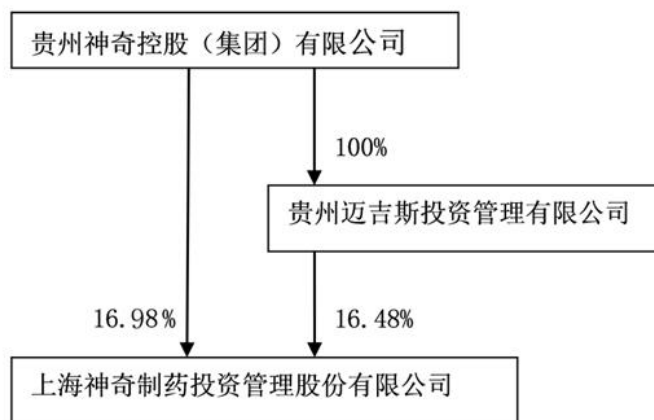 贵州神奇控股（集团）有限公司
100%
贵州迈吉斯投资管理有限公司
16.98%
16.48%
上海神奇制药投资管理股份有限公司